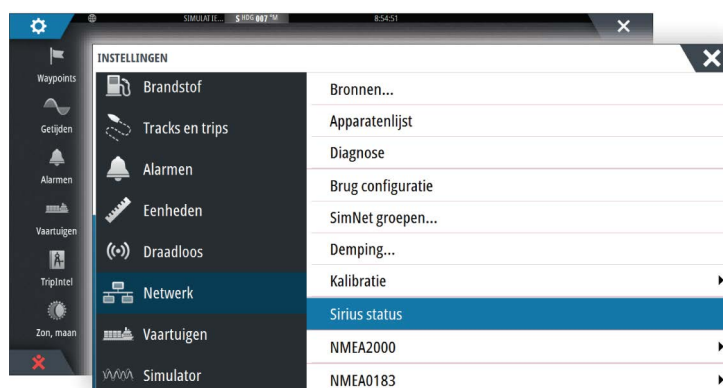 SIMULATIE... S HDG 007 °M 8:54:51
Waypoints
Getijden
Alarmen
Vaartuigen
TripIntel
Zon, maan
INSTELLINGEN
Brandstof
Tracks en trips
Alarmen
Eenheden
Draadloos
Netwerk
Vaartuigen
Simulator
Bronnen...
Apparatenlijst
Diagnose
Brug configuratie
SimNet groepen...
Demping...
Kalibratie
Sirius status
NMEA2000
NMEA0183